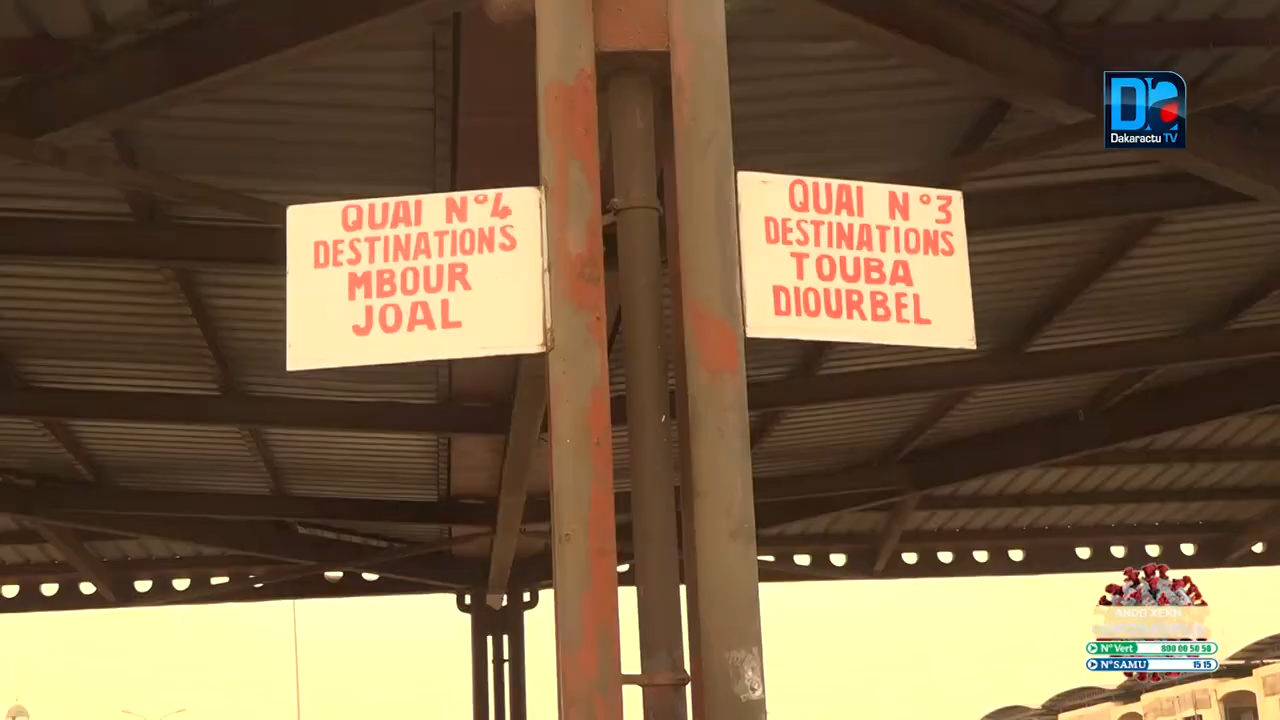 QUAI N°4
DESTINATIONS
MBOUR
JOAL
QUAI N°3
DESTINATIONS
TOUBA
DIOURBEL
Dakaractu TV
N°Vert 800 00 50 50
N°SAMU 15 15